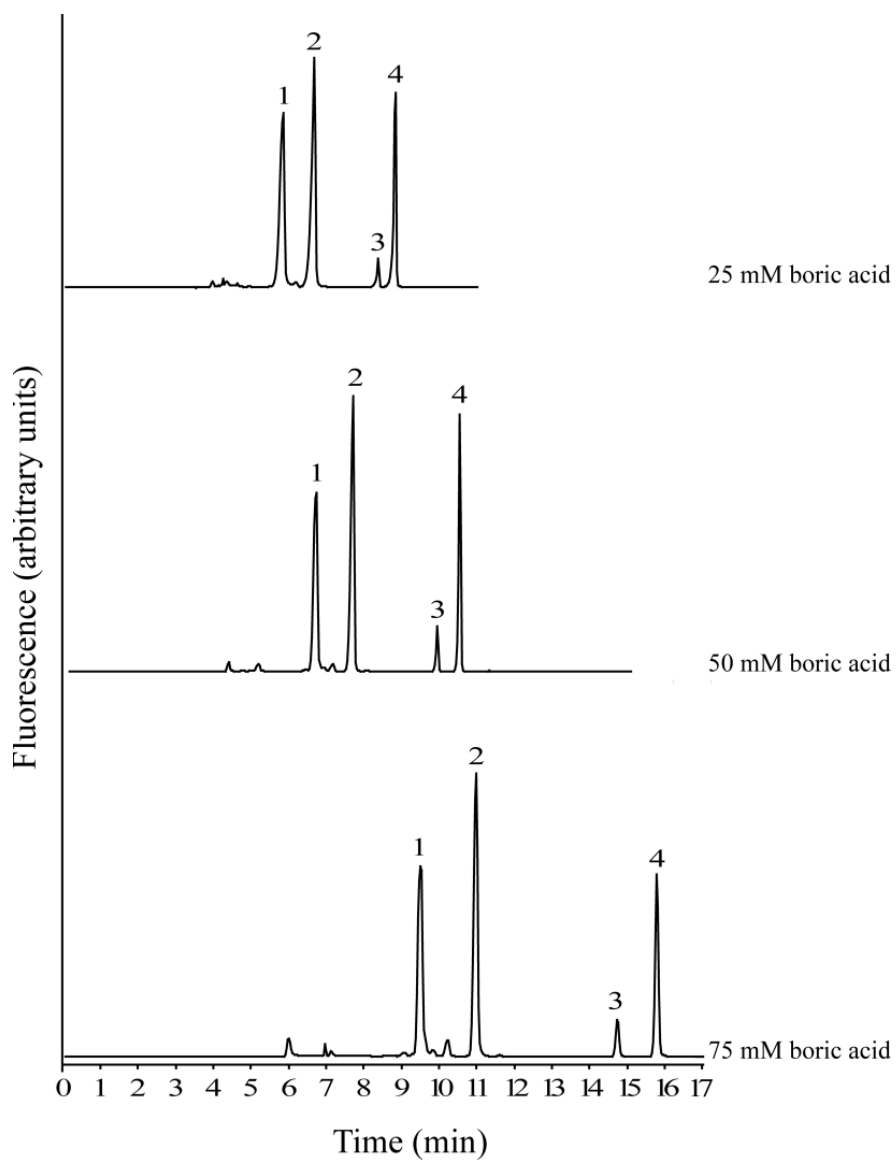 2
1
4
3
25 mM boric acid
2
4
1
3
50 mM boric acid
2
1
4
3
75 mM boric acid
0 1 2 3 4 5 6 7 8 9 10 11 12 13 14 15 16 17
Time (min)
Fluorescence (arbitrary units)